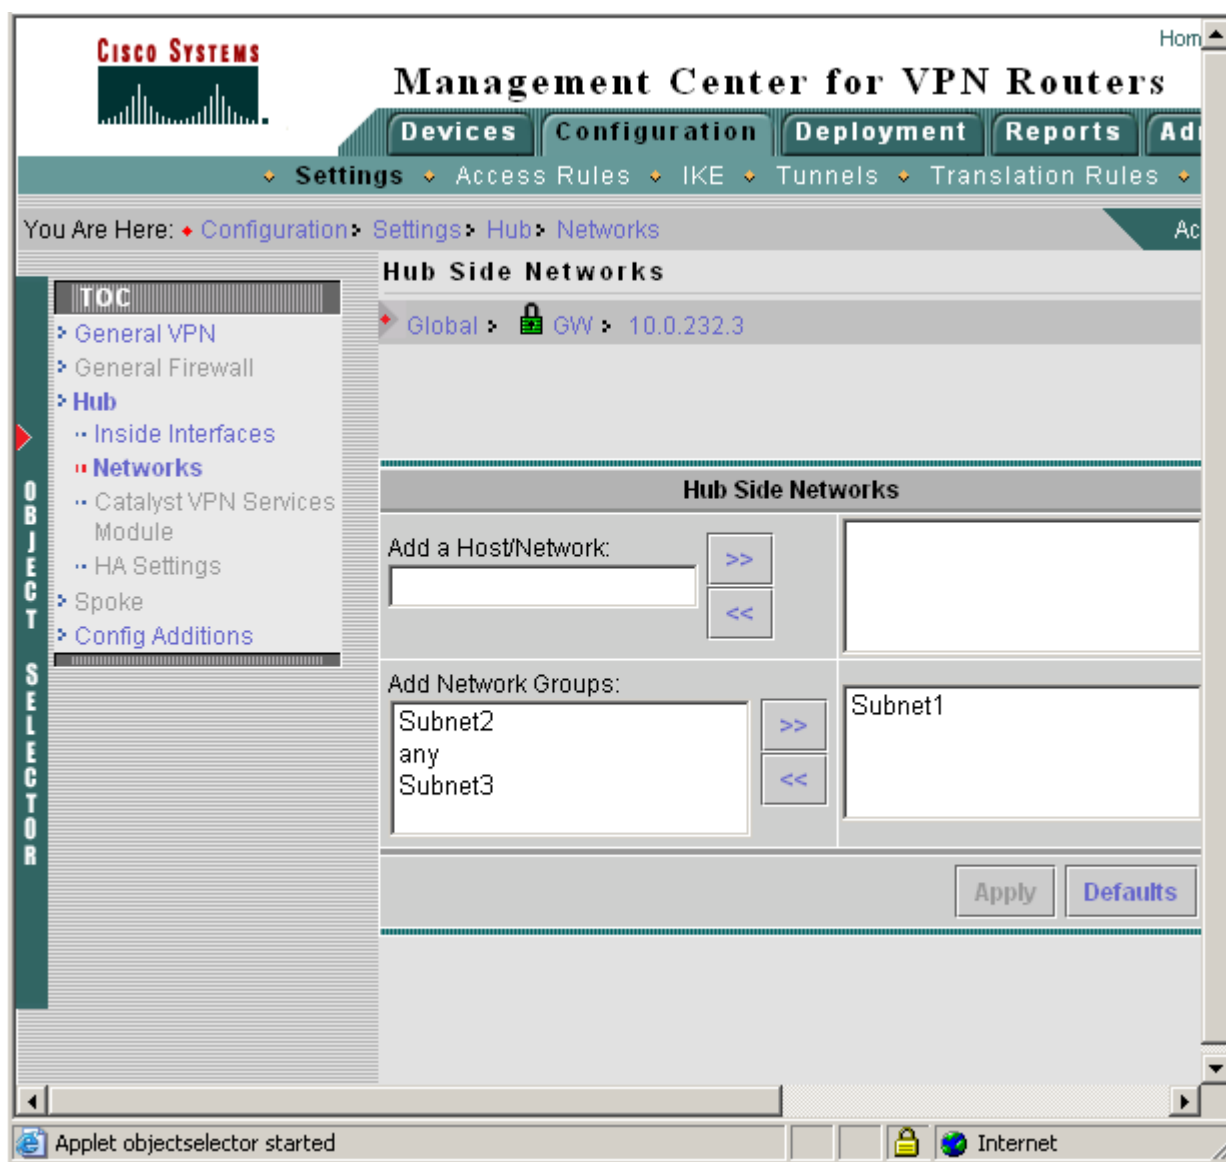 Hom
CISCO SYSTEMS
Management Center for VPN Routers
Devices Configuration Deployment Reports Adi
Settings Access Rules IKE Tunnels Translation Rules
You Are Here: Configuration Settings Hub Networks Ac
Hub Side Networks
TOC
Global GW 10.0.232.3
General VPN
General Firewall
Hub
Inside Interfaces
Networks
Catalyst VPN Services
Module
HA Settings
Spoke
Config Additions
OBJECT SELECTOR
Hub Side Networks
Add a Host/Network:
>>
<<
Add Network Groups:
Subnet2
any
Subnet3
>>
<<
Subnet1
Apply Defaults
Applet objectselector started Internet